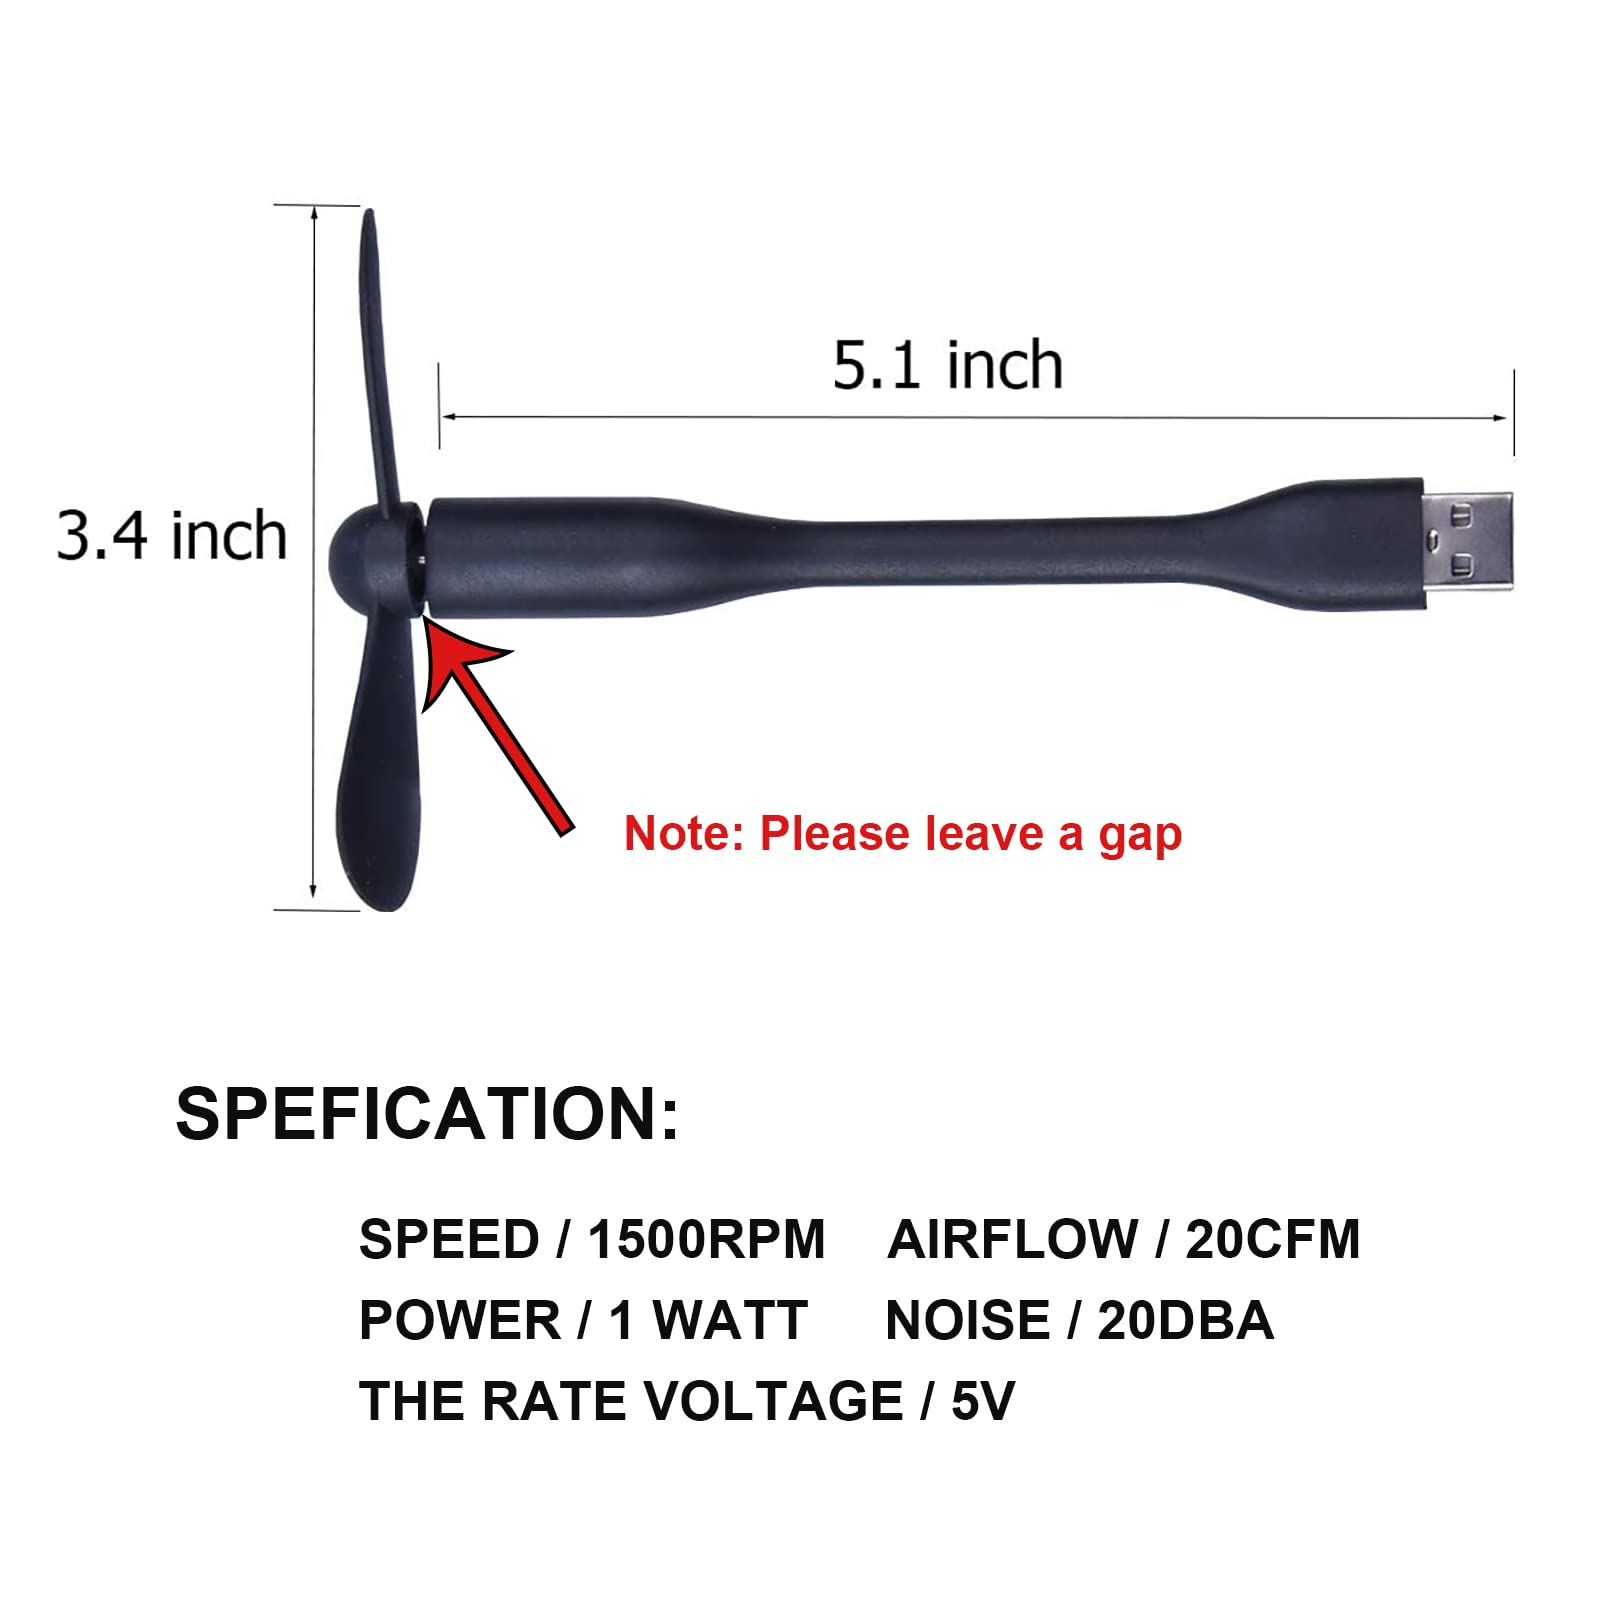 5.1 inch
3.4 inch
Note: Please leave a gap
SPEFICATION:
SPEED / 1500RPM AIRFLOW / 20CFM
POWER / 1 WATT NOISE / 20DBA
THE RATE VOLTAGE / 5V